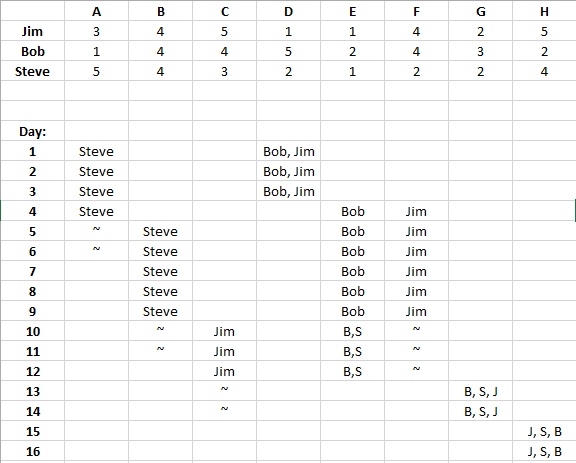 A B C D E F G H
Jim 3 4 5 1 1 4 2 5
Bob 1 4 4 5 2 4 3 2
Steve 5 4 3 2 1 2 2 4
Day:
1 Steve Bob, Jim
2 Steve Bob, Jim
3 Steve Bob, Jim
4 Steve Bob Jim
5 ~ Steve Bob Jim
6 ~ Steve Bob Jim
7 Steve Bob Jim
8 Steve Bob Jim
9 Steve Bob Jim
10 ~ Jim B,S ~
11 ~ Jim B,S ~
12 Jim B,S ~
13 ~ B, S, J
14 ~ B, S, J
15 J, S, B
16 J, S, B